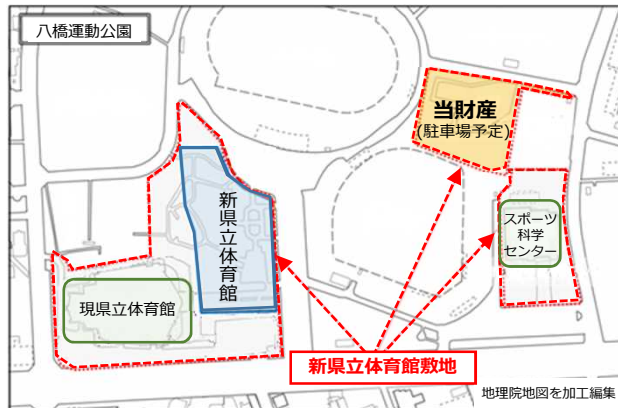 八橋運動公園
当財産
(駐車場予定)
新県立体育館
スポーツ
科学
センター
現県立体育館
新県立体育館敷地
地理院地図を加工編集